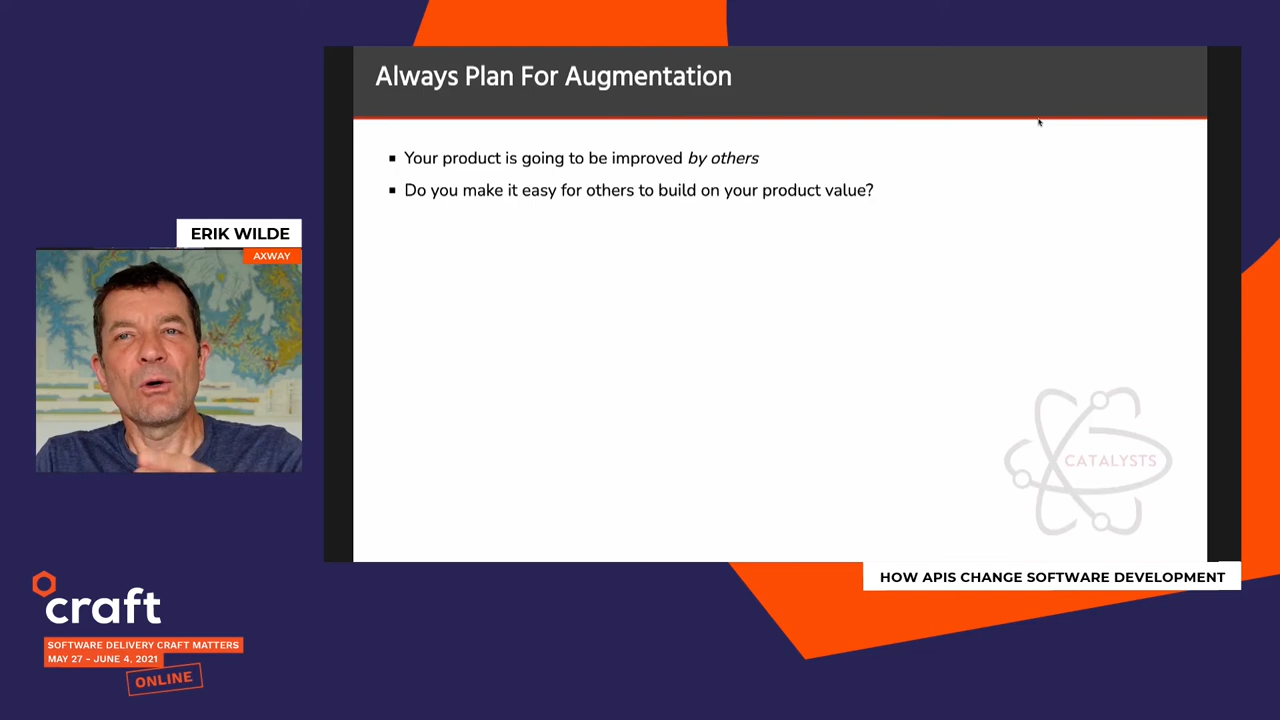 Always Plan For Augmentation
Your product is going to be improved by others
Do you make it easy for others to build on your product value?
ERIK WILDE
AXWAY
CATALYSTS
HOW APIS CHANGE SOFTWARE DEVELOPMENT
craft
SOFTWARE DELIVERY CRAFT MATTERS
MAY 27 - JUNE 4, 2021
ONLINE